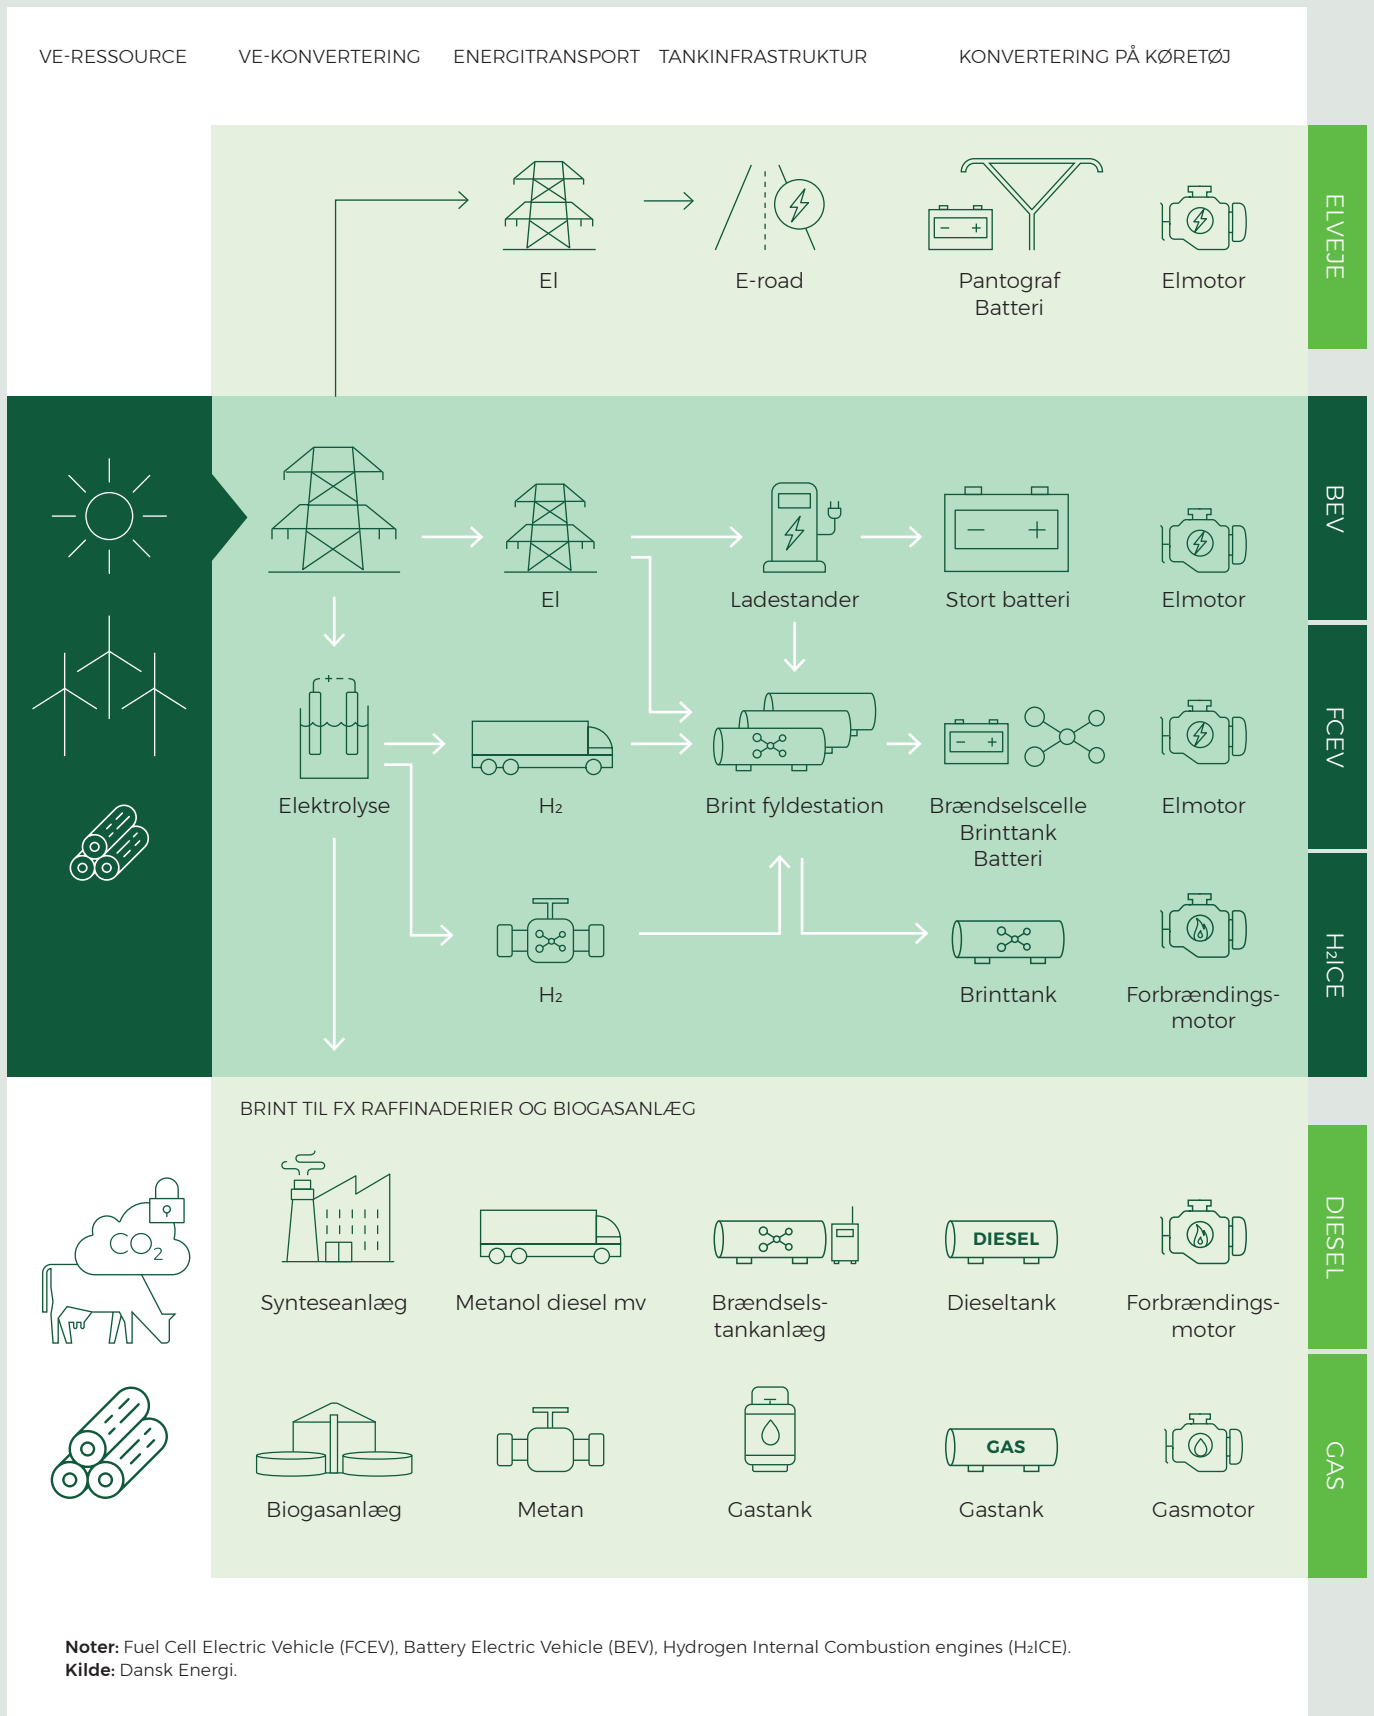 VE-RESSOURCE
VE-KONVERTERING
ENERGITRANSPORT
TANKINFRASTRUKTUR
KONVERTERING PÅ KØRETØJ
El
E-road
Pantograf
Batteri
Elmotor
ELVEJE
El
Ladestander
Stort batteri
Elmotor
BEV
Elektrolyse
H₂
Brint fyldestation
Brændselscelle
Brinttank
Batteri
Elmotor
FCEV
H₂
Brinttank
Forbrændings-
motor
H₂ICE
BRINT TIL FX RAFFINADERIER OG BIOGASANLÆG
CO₂
DIESEL
Synteseanlæg
Metanol diesel mv
Brændsels-
tankanlæg
Dieseltank
Forbrændings-
motor
DIESEL
GAS
Biogasanlæg
Metan
Gastank
Gastank
Gasmotor
GAS
Noter: Fuel Cell Electric Vehicle (FCEV), Battery Electric Vehicle (BEV), Hydrogen Internal Combustion engines (H₂ICE).
Kilde: Dansk Energi.